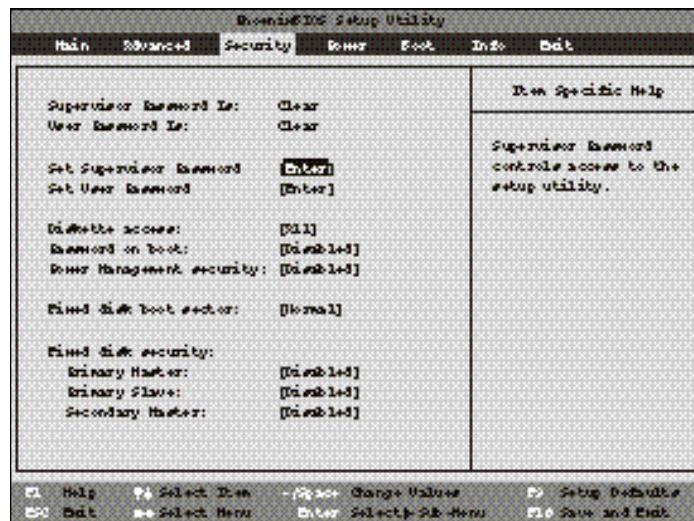 PhoenixBIOS Setup Utility
Main Advanced Security Power Boot Info Exit
Item Specific Help
Supervisor Password Is: Clear
User Password Is: Clear
Supervisor Password
controls access to the
setup utility.
Set Supervisor Password [Enter]
Set User Password [Enter]
Diskette access: [All]
Password on boot: [Disabled]
Power Management security: [Disabled]
Fixed disk boot sector: [Normal]
Fixed disk security:
Primary Master: [Disabled]
Primary Slave: [Disabled]
Secondary Master: [Disabled]
F1 Help ↑↓ Select Item -/Space Change Values F9 Setup Defaults
ESC Exit ←→ Select Menu Enter Select ▶ Sub-Menu F10 Save and Exit